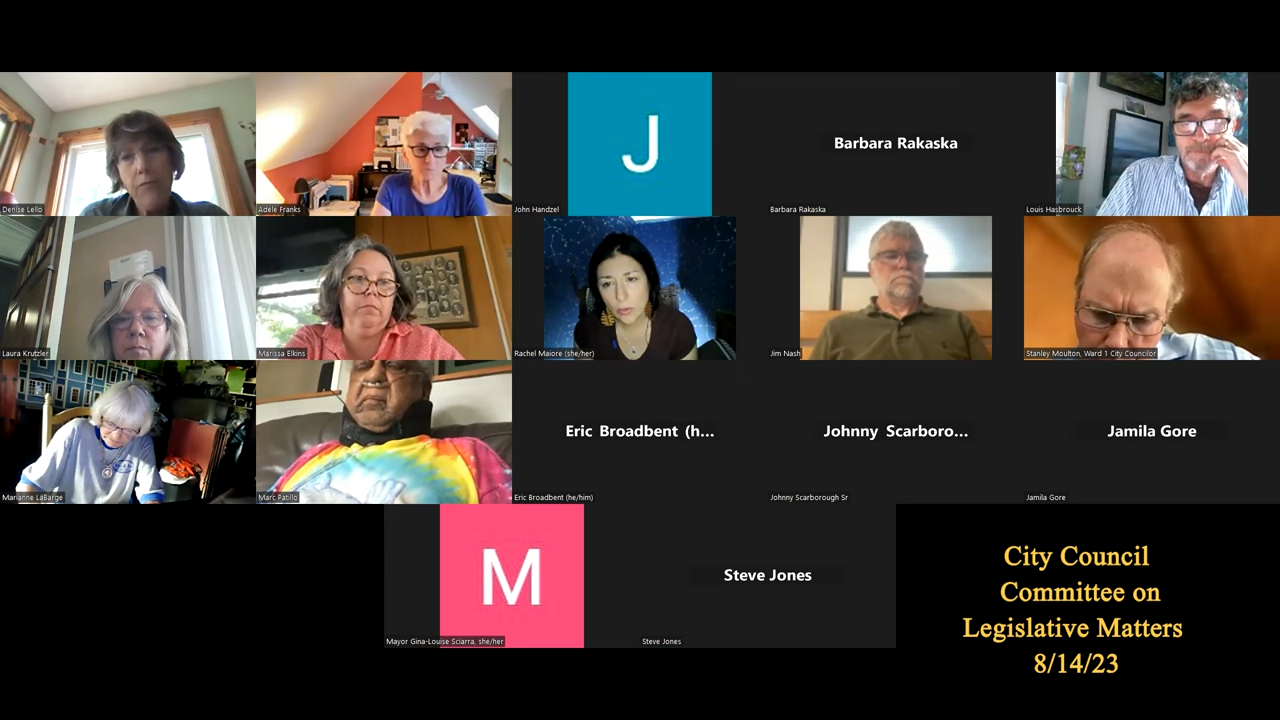 Denise Lello
Adele Franks
J
John Handzel
Barbara Rakaska
Barbara Rakaska
Louis Hasbrouck
Laura Krutzler
Marissa Elkins
Rachel Maiore (she/her)
Jim Nash
Stanley Moulton, Ward 1 City Councilor
Marianne LaBarge
Marc Patillo
Eric Broadbent (h...
Eric Broadbent (he/him)
Johnny Scarboro...
Johnny Scarborough Sr
Jamila Gore
Jamila Gore
M
Mayor Gina-Louise Sciarra, she/her
Steve Jones
Steve Jones
City Council
Committee on
Legislative Matters
8/14/23